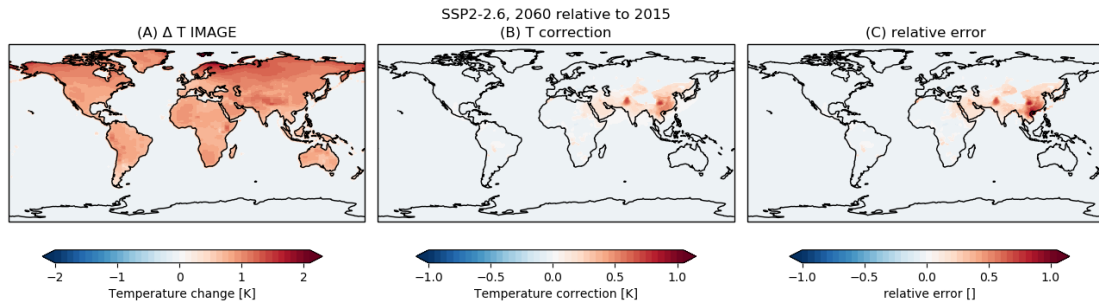 SSP2-2.6, 2060 relative to 2015
(A) Δ T IMAGE
(B) T correction
(C) relative error
−2 −1 0 1 2
Temperature change [K]
−1.0 −0.5 0.0 0.5 1.0
Temperature correction [K]
−1.0 −0.5 0.0 0.5 1.0
relative error []